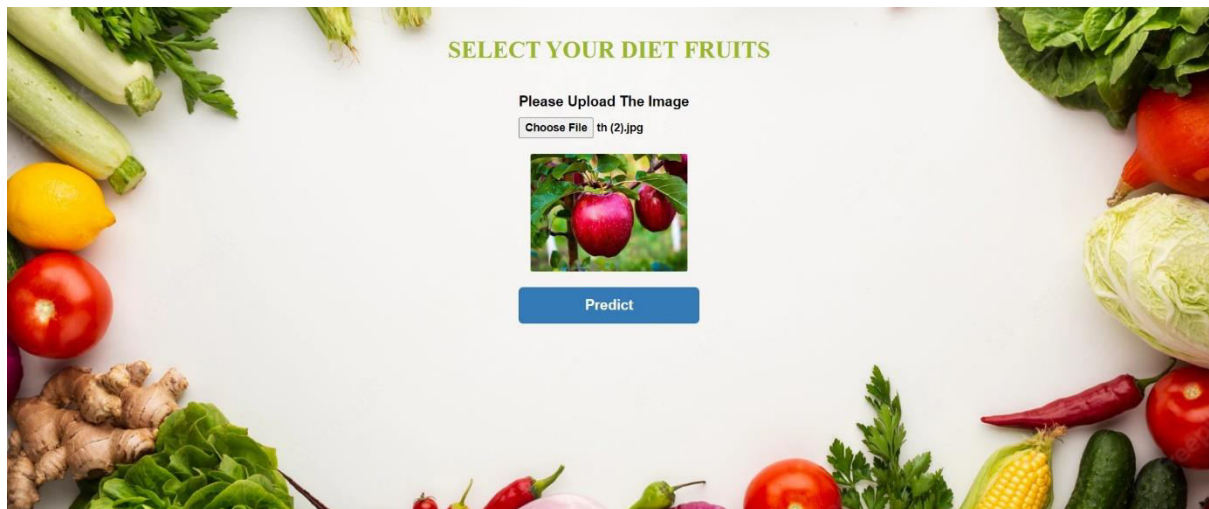 SELECT YOUR DIET FRUITS
Please Upload The Image
Choose File th (2).jpg
Predict